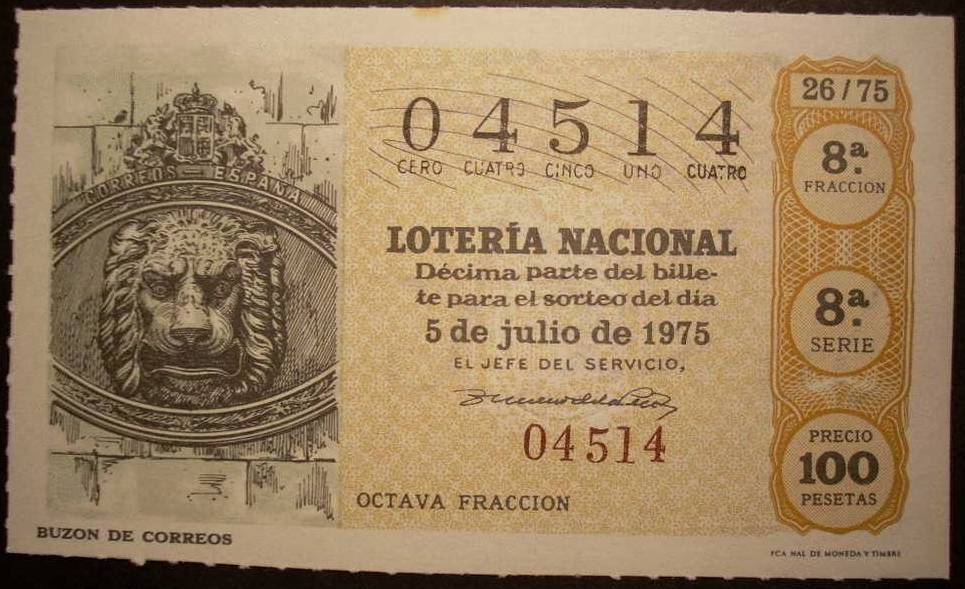 CORREOS - ESPAÑA
BUZON DE CORREOS
04514
CERO CUATRO CINCO UNO CUATRO
LOTERÍA NACIONAL
Décima parte del bille-
te para el sorteo del día
5 de julio de 1975
EL JEFE DEL SERVICIO,
04514
OCTAVA FRACCION
26/75
8ª.
FRACCION
8ª.
SERIE
PRECIO
100
PESETAS
FCA NAL DE MONEDA Y TIMBRE